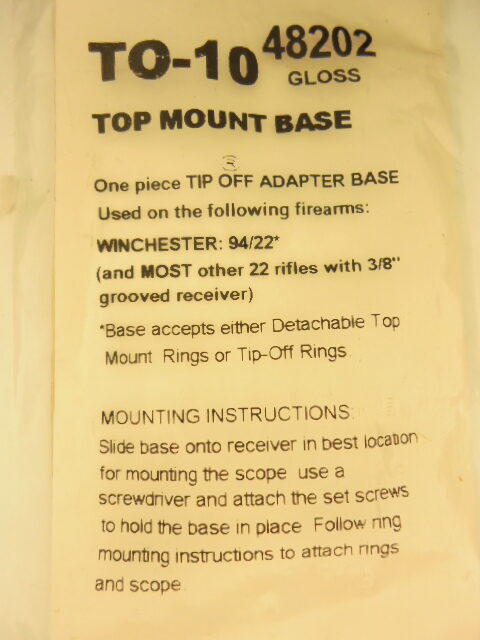 TO-10 48202
GLOSS
TOP MOUNT BASE
3
One piece TIP OFF ADAPTER BASE
Used on the following firearms:
WINCHESTER: 94/22*
(and MOST other 22 rifles with 3/8"
grooved receiver)
*Base accepts either Detachable Top
Mount Rings or Tip-Off Rings
MOUNTING INSTRUCTIONS:
Slide base onto receiver in best location
for mounting the scope use a
screwdriver and attach the set screws
to hold the base in place Follow ring
mounting instructions to attach rings
and scope